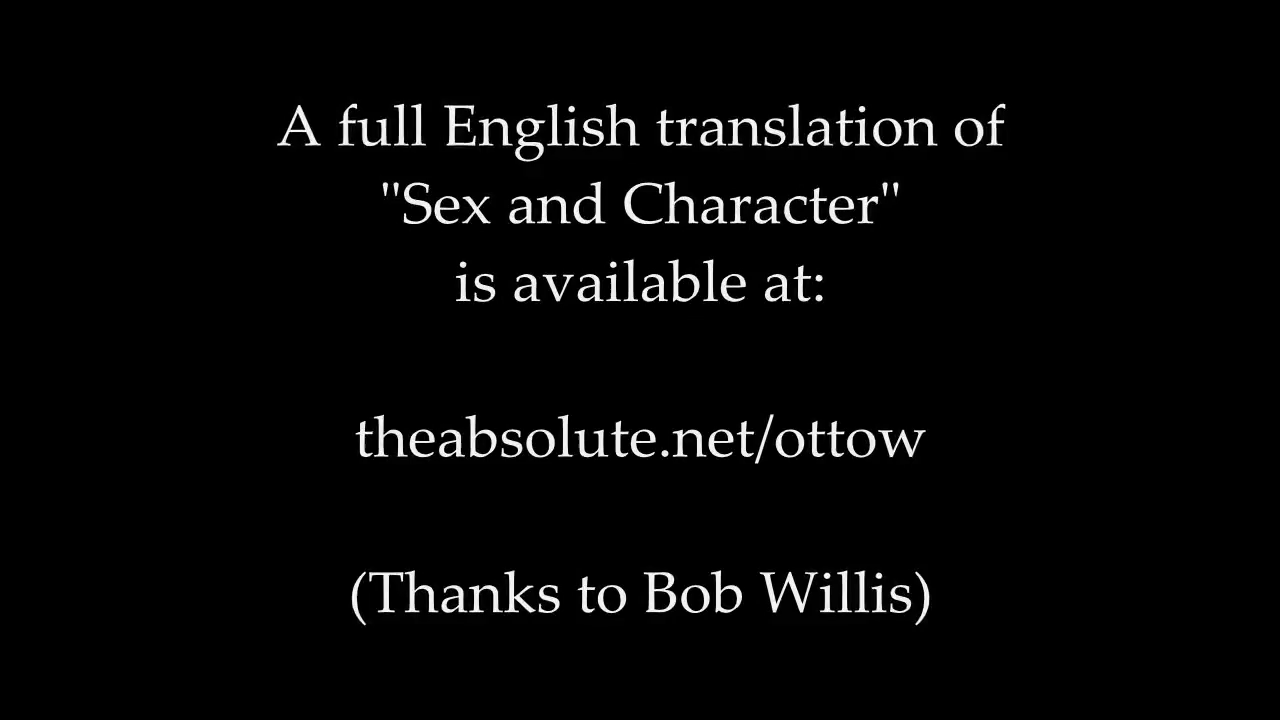 A full English translation of
"Sex and Character"
is available at:
theabsolute.net/ottow
(Thanks to Bob Willis)